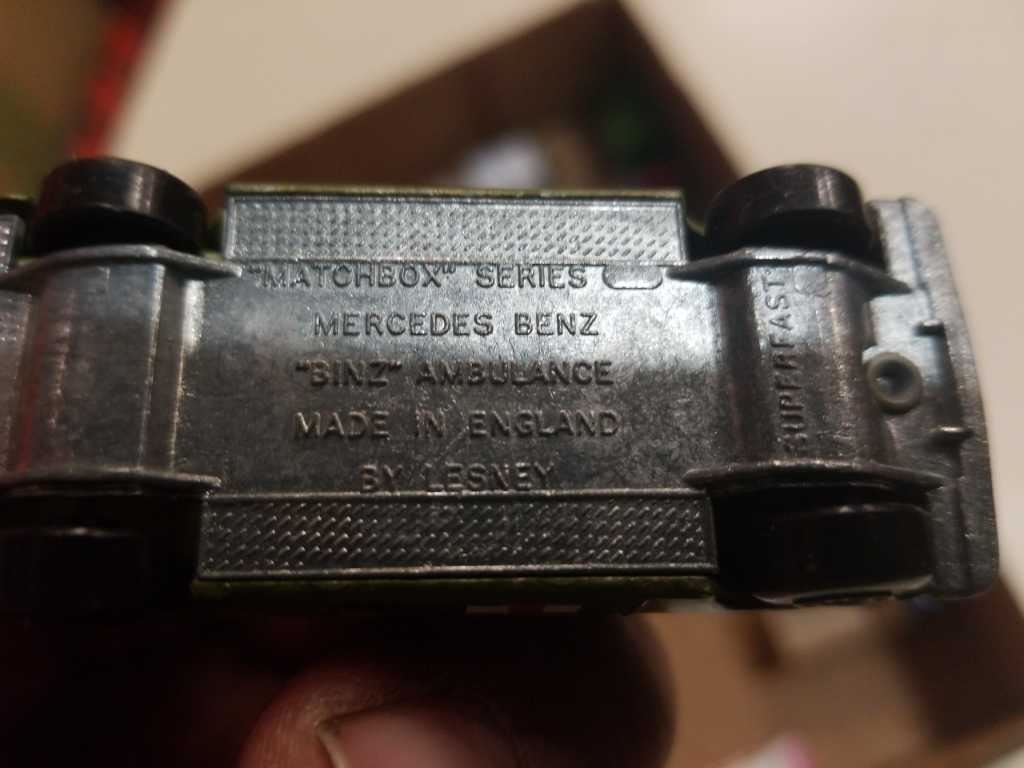 "MATCHBOX" SERIES
MERCEDES BENZ
"BINZ" AMBULANCE
MADE IN ENGLAND
BY LESNEY
SUPERFAST